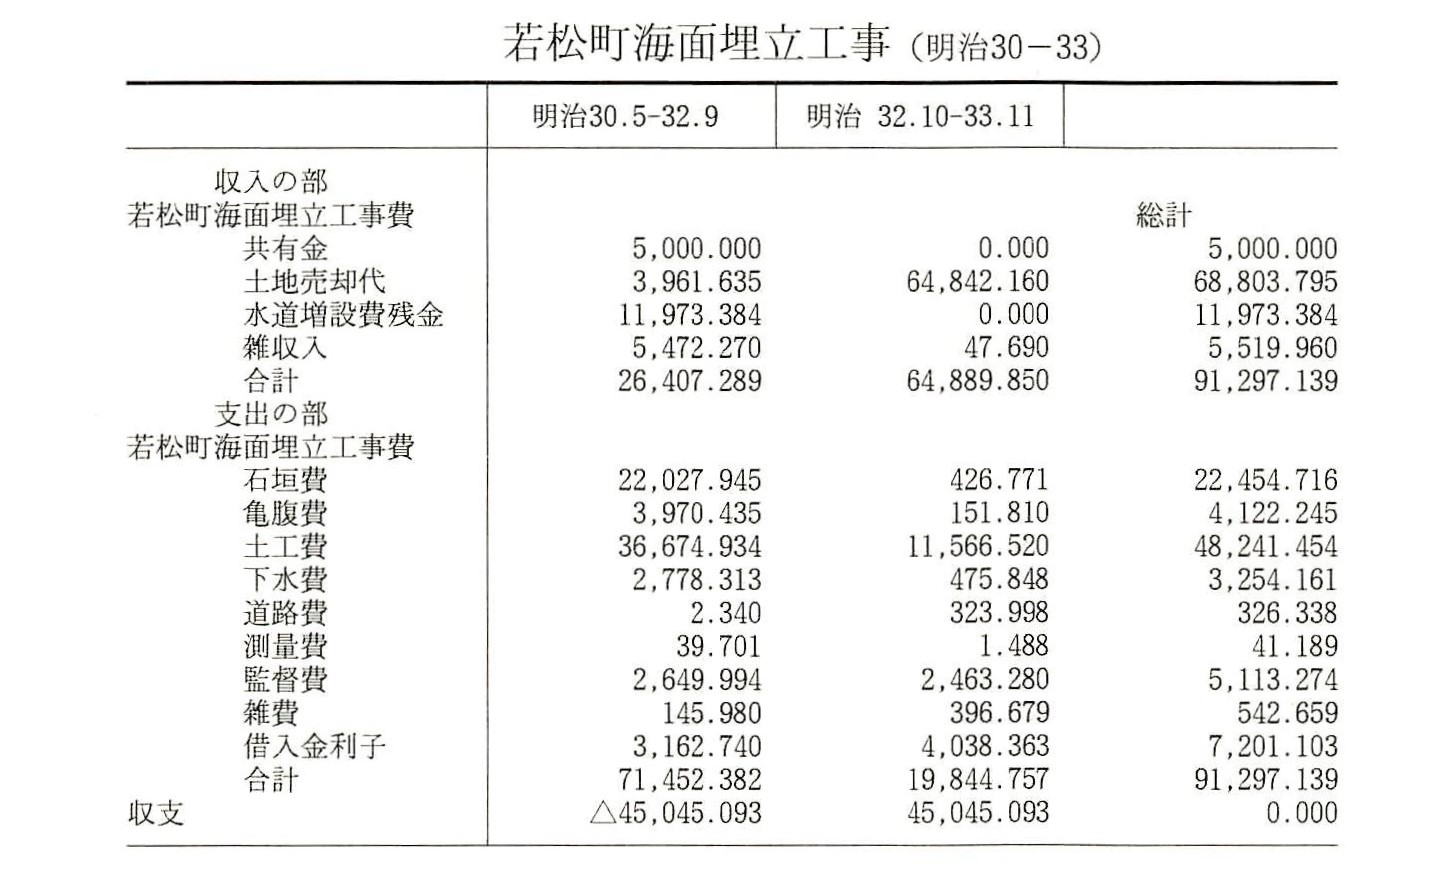 若松町海面埋立工事（明治30－33）
明治30.5-32.9 明治 32.10-33.11
収入の部
若松町海面埋立工事費 総計
共有金 5,000.000 0.000 5,000.000
土地売却代 3,961.635 64,842.160 68,803.795
水道増設費残金 11,973.384 0.000 11,973.384
雑収入 5,472.270 47.690 5,519.960
合計 26,407.289 64,889.850 91,297.139
支出の部
若松町海面埋立工事費
石垣費 22,027.945 426.771 22,454.716
亀腹費 3,970.435 151.810 4,122.245
土工費 36,674.934 11,566.520 48,241.454
下水費 2,778.313 475.848 3,254.161
道路費 2.340 323.998 326.338
測量費 39.701 1.488 41.189
監督費 2,649.994 2,463.280 5,113.274
雑費 145.980 396.679 542.659
借入金利子 3,162.740 4,038.363 7,201.103
合計 71,452.382 19,844.757 91,297.139
収支 △45,045.093 45,045.093 0.000